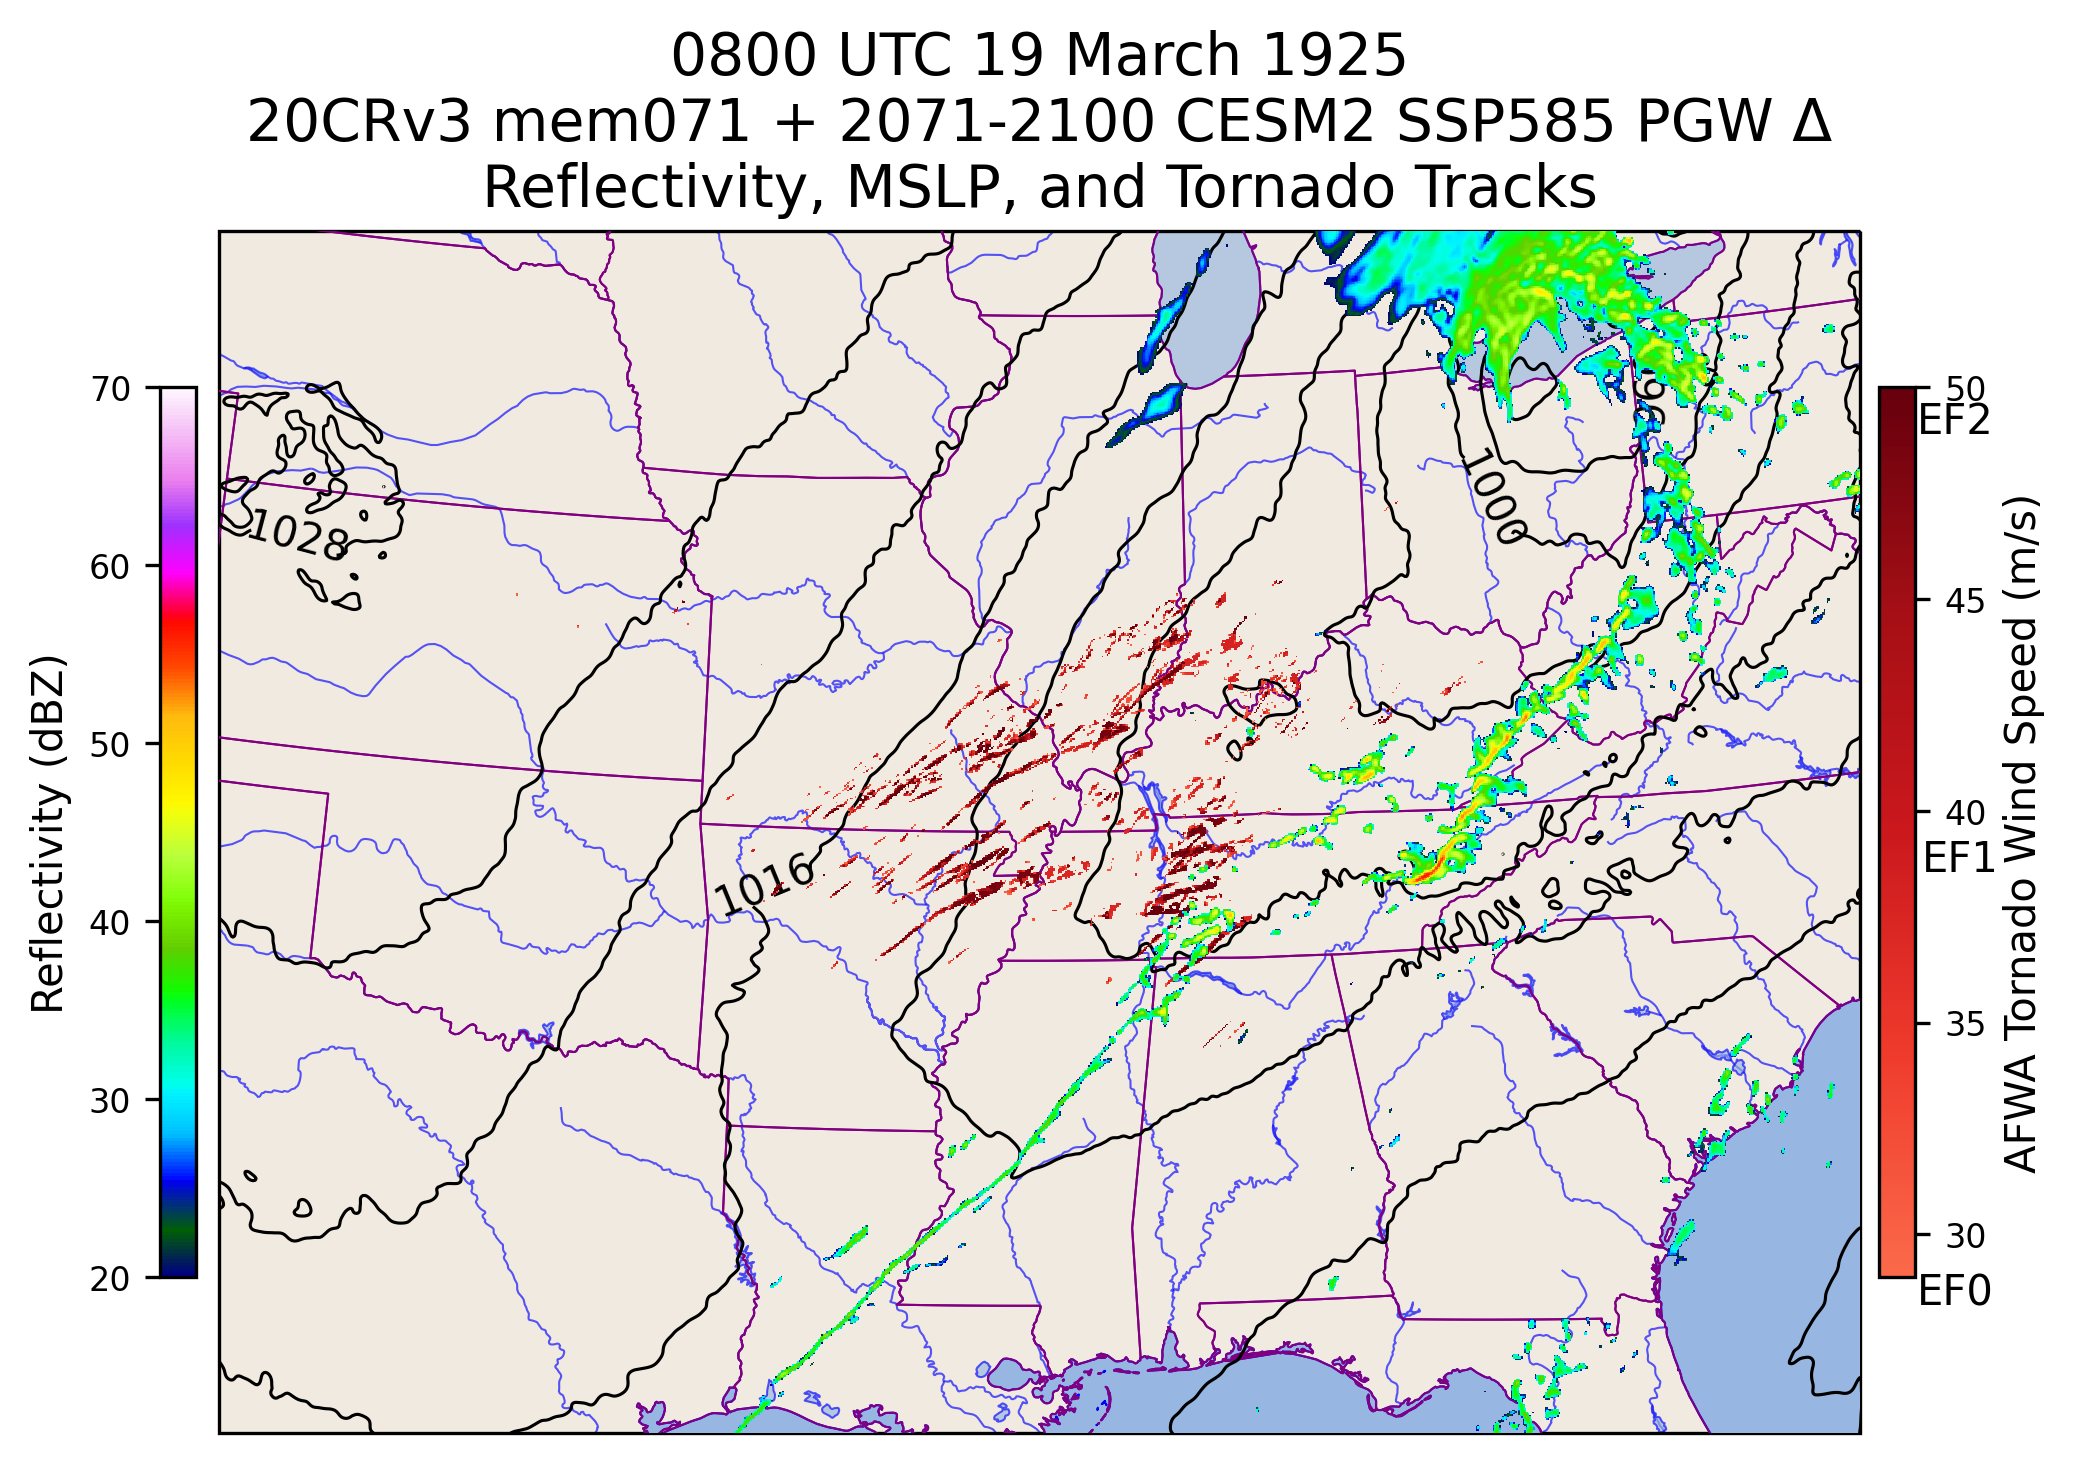 0800 UTC 19 March 1925
20CRv3 mem071 + 2071-2100 CESM2 SSP585 PGW Δ
Reflectivity, MSLP, and Tornado Tracks
Reflectivity (dBZ)
70
60
50
40
30
20
1028
1016
1000
50
EF2
45
40
EF1
35
30
EF0
AFWA Tornado Wind Speed (m/s)